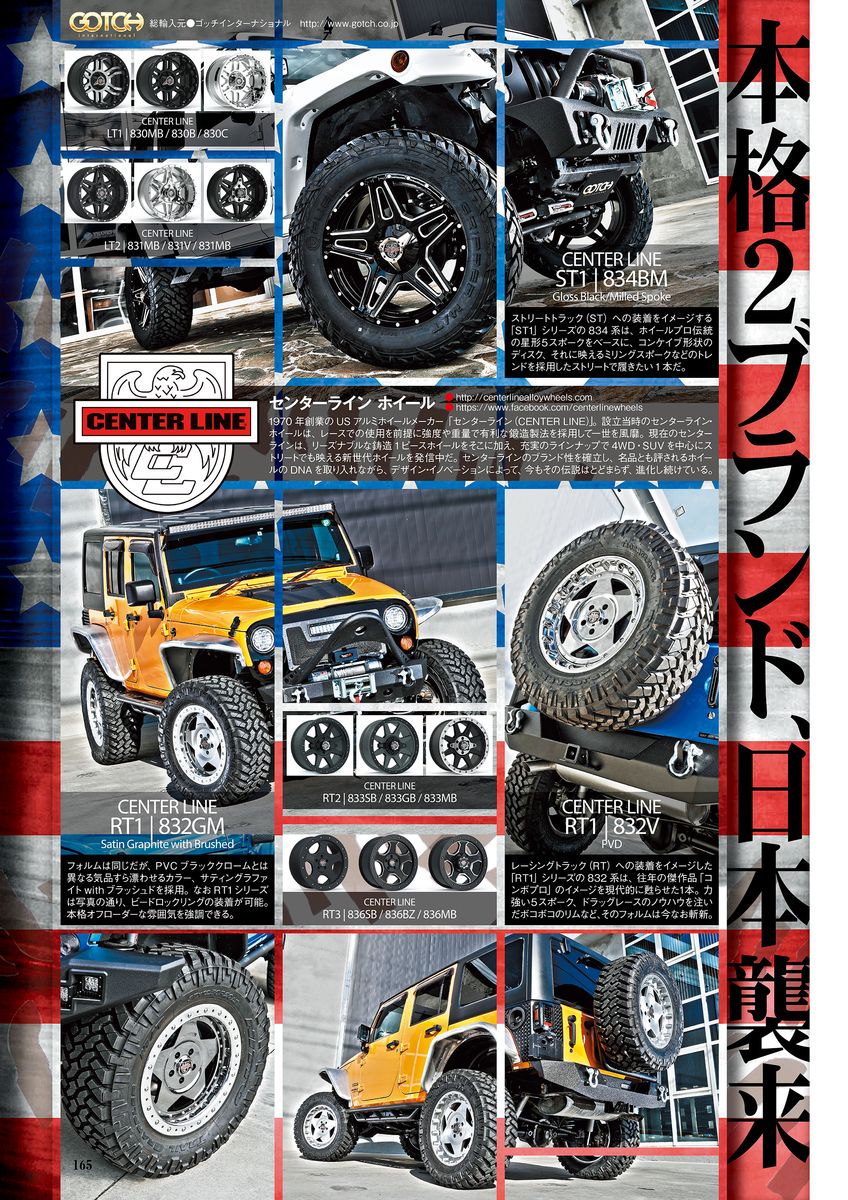 GOTCH
international
総輸入元●ゴッチインターナショナル http://www.gotch.co.jp
本格2ブランド、日本襲来
CENTER LINE
LT1 | 830MB / 830B / 830C
CENTER LINE
LT2 | 831MB / 831V / 831MB
GOTCH
CENTER LINE
ST1 | 834BM
Gloss Black/Milled Spoke
ストリートトラック(ST)への装着をイメージする
「ST1」シリーズの834系は、ホイールプロ伝統
の星形5スポークをベースに、コンケイブ形状の
ディスク、それに映えるミリングスポークなどのトレ
ンドを採用したストリートで履きたい1本だ。
CENTER LINE
センターライン ホイール
●http://centerlinealloywheels.com
●https://www.facebook.com/centerlinewheels
1970年創業のUSアルミホイールメーカー「センターライン(CENTER LINE)」。設立当時のセンターライン・
ホイールは、レースでの使用を前提に強度や重量で有利な鍛造製法を採用して一世を風靡。現在のセンター
ラインは、リーズナブルな鋳造1ピースホイールをそこに加え、充実のラインナップで4WD・SUVを中心にス
トリートでも映える新世代ホイールを発信中だ。センターラインのブランド性を確立し、名品とも評されるホイー
ルのDNAを取り入れながら、デザイン・イノベーションによって、今もその伝説はとどまらず、進化し続けている。
CENTER LINE
RT1 | 832GM
Satin Graphite with Brushed
フォルムは同じだが、PVCブラッククロームとは
異なる気品すら漂わせるカラー、サティングラファ
イトwithブラッシュドを採用。なおRT1シリーズ
は写真の通り、ビードロックリングの装着が可能。
本格オフローダーな雰囲気を強調できる。
CENTER LINE
RT2 | 833SB / 833GB / 833MB
CENTER LINE
RT3 | 836SB / 836BZ / 836MB
CENTER LINE
RT1 | 832V
PVD
レーシングトラック(RT)への装着をイメージした
「RT1」シリーズの832系は、往年の傑作品「コ
ンボプロ」のイメージを現代的に甦らせた1本。力
強い5スポーク、ドラッグレースのノウハウを注い
だボコボコのリムなど、そのフォルムは今なお斬新。
165